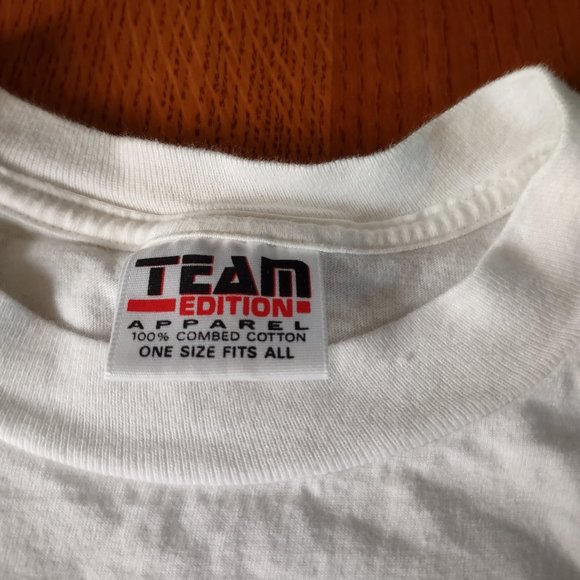 TEAM
EDITION
APPAREL
100% COMBED COTTON
ONE SIZE FITS ALL